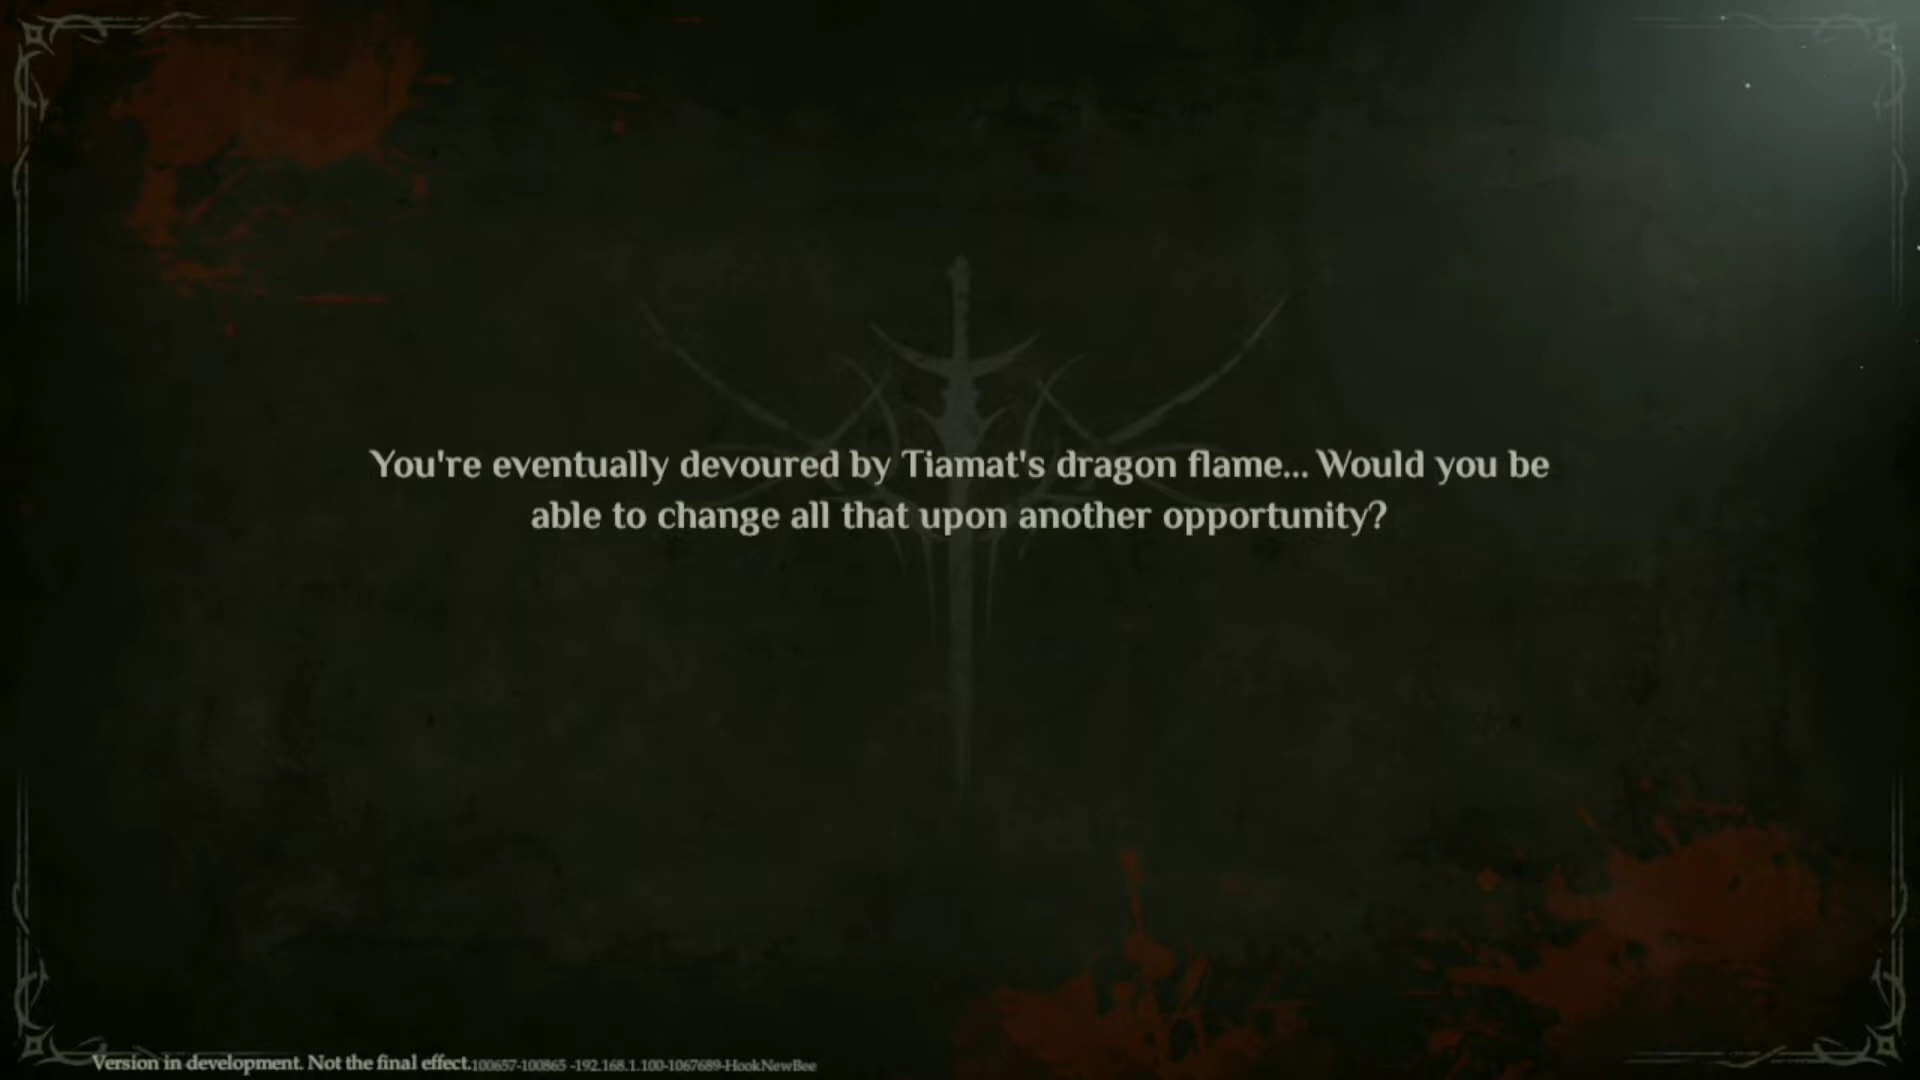 You're eventually devoured by Tiamat's dragon flame... Would you be
able to change all that upon another opportunity?
Version in development. Not the final effect.100657-100865 -192.168.1.100-1067689-HookNewBee